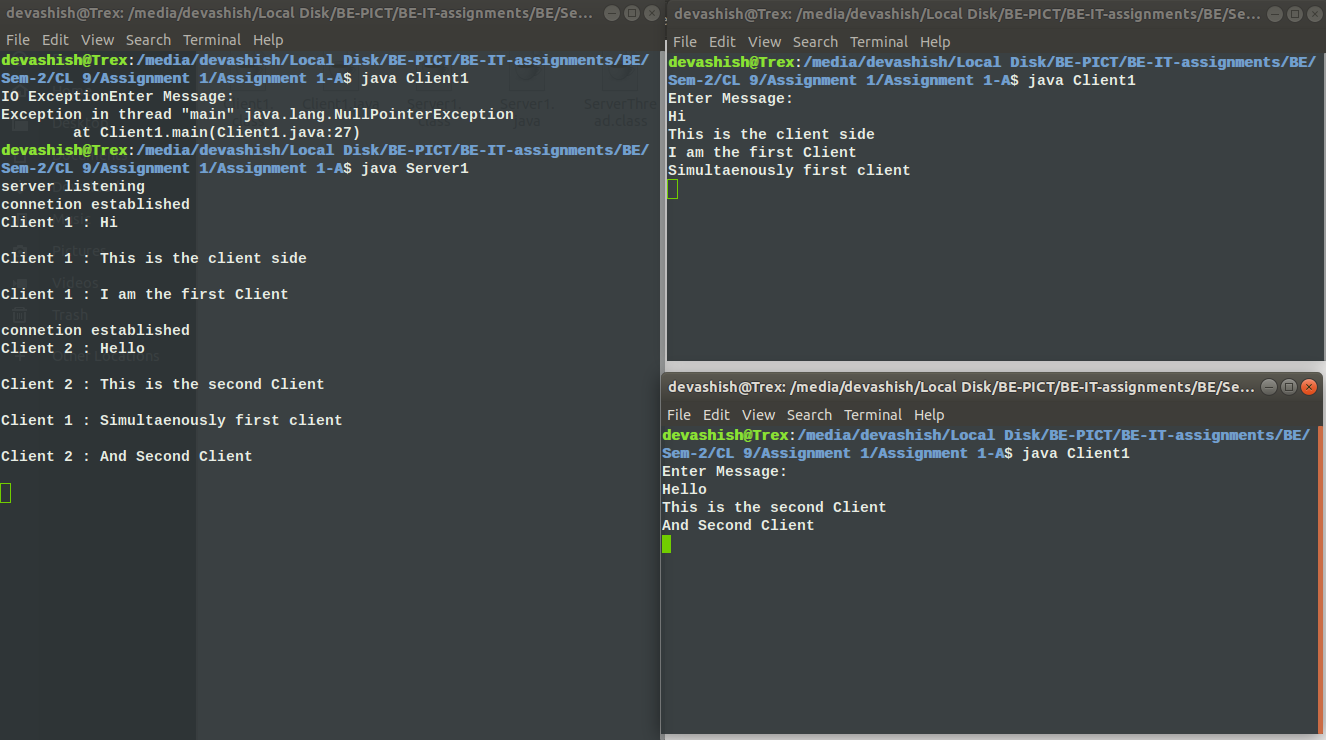 devashish@Trex: /media/devashish/Local Disk/BE-PICT/BE-IT-assignments/BE/Se...
File Edit View Search Terminal Help
devashish@Trex:/media/devashish/Local Disk/BE-PICT/BE-IT-assignments/BE/
Sem-2/CL 9/Assignment 1/Assignment 1-A$ java Client1
IO ExceptionEnter Message:
Exception in thread "main" java.lang.NullPointerException
at Client1.main(Client1.java:27)
devashish@Trex:/media/devashish/Local Disk/BE-PICT/BE-IT-assignments/BE/
Sem-2/CL 9/Assignment 1/Assignment 1-A$ java Server1
server listening
connetion established
Client 1 : Hi
Client 1 : This is the client side
Client 1 : I am the first Client
connetion established
Client 2 : Hello
Client 2 : This is the second Client
Client 1 : Simultaenously first client
Client 2 : And Second Client
Pictures
Videos
Trash
Other Locations
Server1.
java
ServerThre
ad.class
devashish@Trex: /media/devashish/Local Disk/BE-PICT/BE-IT-assignments/BE/Se...
File Edit View Search Terminal Help
devashish@Trex:/media/devashish/Local Disk/BE-PICT/BE-IT-assignments/BE/
Sem-2/CL 9/Assignment 1/Assignment 1-A$ java Client1
Enter Message:
Hi
This is the client side
I am the first Client
Simultaenously first client
devashish@Trex: /media/devashish/Local Disk/BE-PICT/BE-IT-assignments/BE/Se...
File Edit View Search Terminal Help
devashish@Trex:/media/devashish/Local Disk/BE-PICT/BE-IT-assignments/BE/
Sem-2/CL 9/Assignment 1/Assignment 1-A$ java Client1
Enter Message:
Hello
This is the second Client
And Second Client